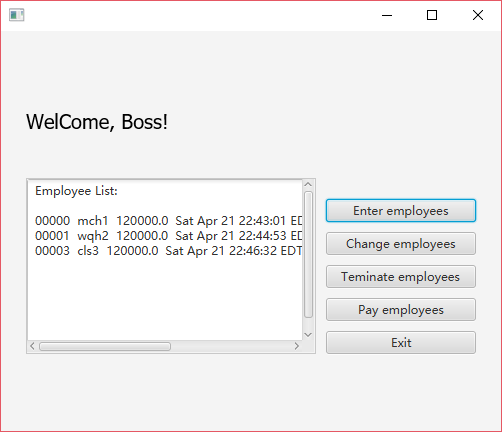 WelCome, Boss!
Employee List:
00000 mch1 120000.0 Sat Apr 21 22:43:01 ED
00001 wqh2 120000.0 Sat Apr 21 22:44:53 ED
00003 cls3 120000.0 Sat Apr 21 22:46:32 EDT
Enter employees
Change employees
Teminate employees
Pay employees
Exit